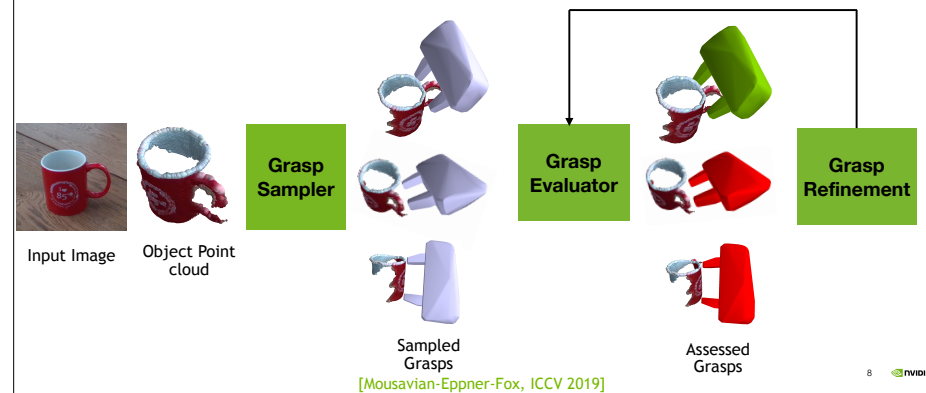 Grasp
Sampler
Grasp
Evaluator
Grasp
Refinement
Input Image
Object Point
cloud
Sampled
Grasps
Assessed
Grasps
[Mousavian-Eppner-Fox, ICCV 2019]
8
NVIDI